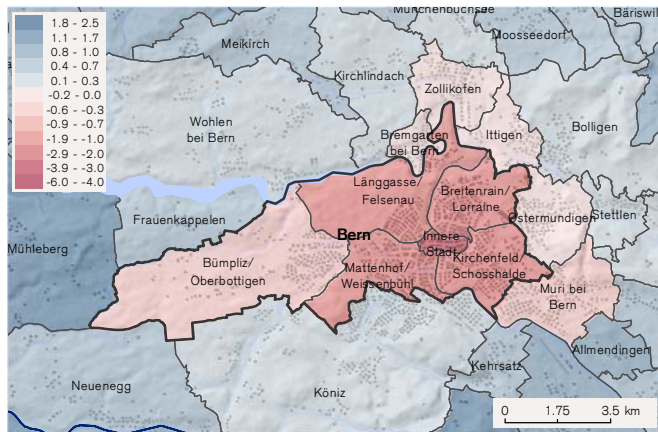 1.8 - 2.5
1.1 - 1.7
0.8 - 1.0
0.4 - 0.7
0.1 - 0.3
-0.2 - 0.0
-0.6 - -0.3
-0.9 - -0.7
-1.9 - -1.0
-2.9 - -2.0
-3.9 - -3.0
-6.0 - -4.0
Münchenbuchsee
Bäriswil
Moosseedorf
Meikirch
Kirchlindach
Zollikofen
Wohlen
bei Bern
Bremgarten
bei Bern
Ittigen
Bolligen
Länggasse/
Felsenau
Breitenrain/
Lorraine
Frauenkappelen
Ostermundigen
Stettlen
Bern
Innere
Stadt
Mühleberg
Bümpliz/
Oberbottigen
Mattenhof/
Weissenbühl
Kirchenfeld/
Schosshalde
Muri bei
Bern
Allmendingen
Kehrsatz
Neuenegg
Köniz
0 1.75 3.5 km